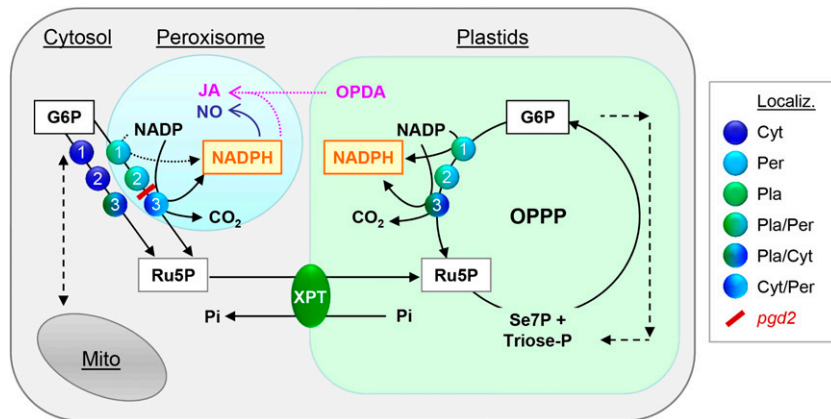 Cytosol
Peroxisome
Plastids
JA
OPDA
NO
G6P
NADP
NADPH
1
2
3
1
2
3
CO2
Ru5P
Mito
XPT
Pi
Pi
NADP
G6P
NADPH
1
2
3
CO2
OPPP
Ru5P
Se7P +
Triose-P
Localiz.
Cyt
Per
Pla
Pla/Per
Pla/Cyt
Cyt/Per
pgd2